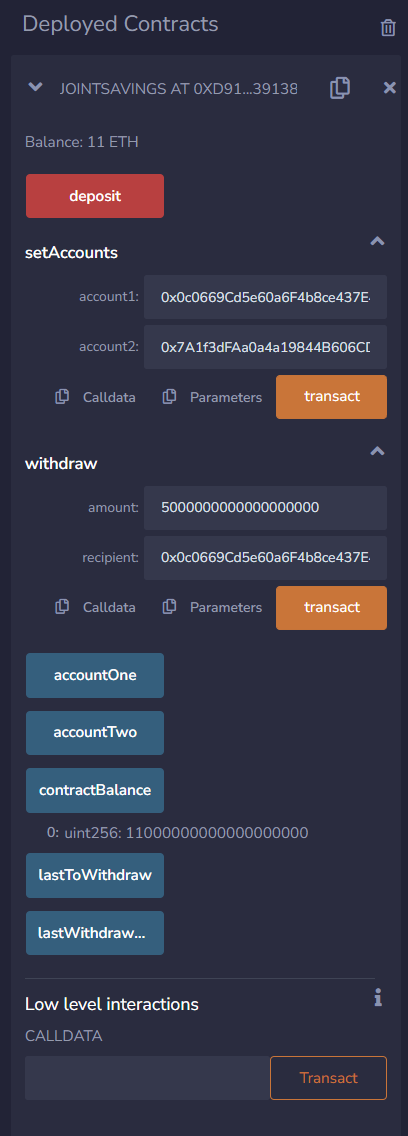 Deployed Contracts
JOINTSAVINGS AT 0XD91...39138
Balance: 11 ETH
deposit
setAccounts
account1: 0x0c0669Cd5e60a6F4b8ce437E
account2: 0x7A1f3dFAa0a4a19844B606CD
Calldata Parameters transact
withdraw
amount: 5000000000000000000
recipient: 0x0c0669Cd5e60a6F4b8ce437E
Calldata Parameters transact
accountOne
accountTwo
contractBalance
0: uint256: 11000000000000000000
lastToWithdraw
lastWithdraw...
Low level interactions
CALLDATA
Transact